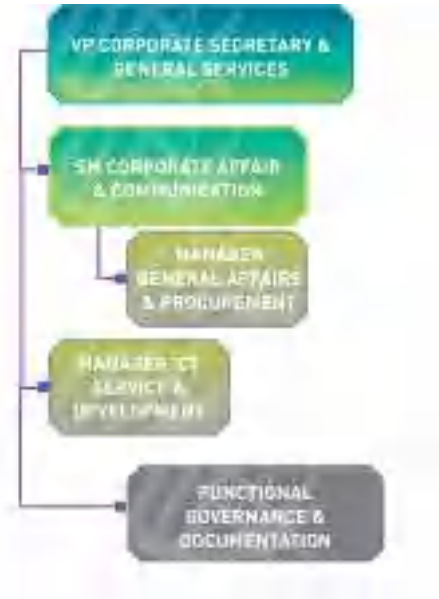 VP CORPORATE SECRETARY &
GENERAL SERVICES
SM CORPORATE AFFAIR
& COMMUNICATION
MANAGER
GENERAL AFFAIRS
& PROCUREMENT
MANAGER ICT
SERVICE &
DEVELOPMENT
FUNCTIONAL
GOVERNANCE &
DOCUMENTATION